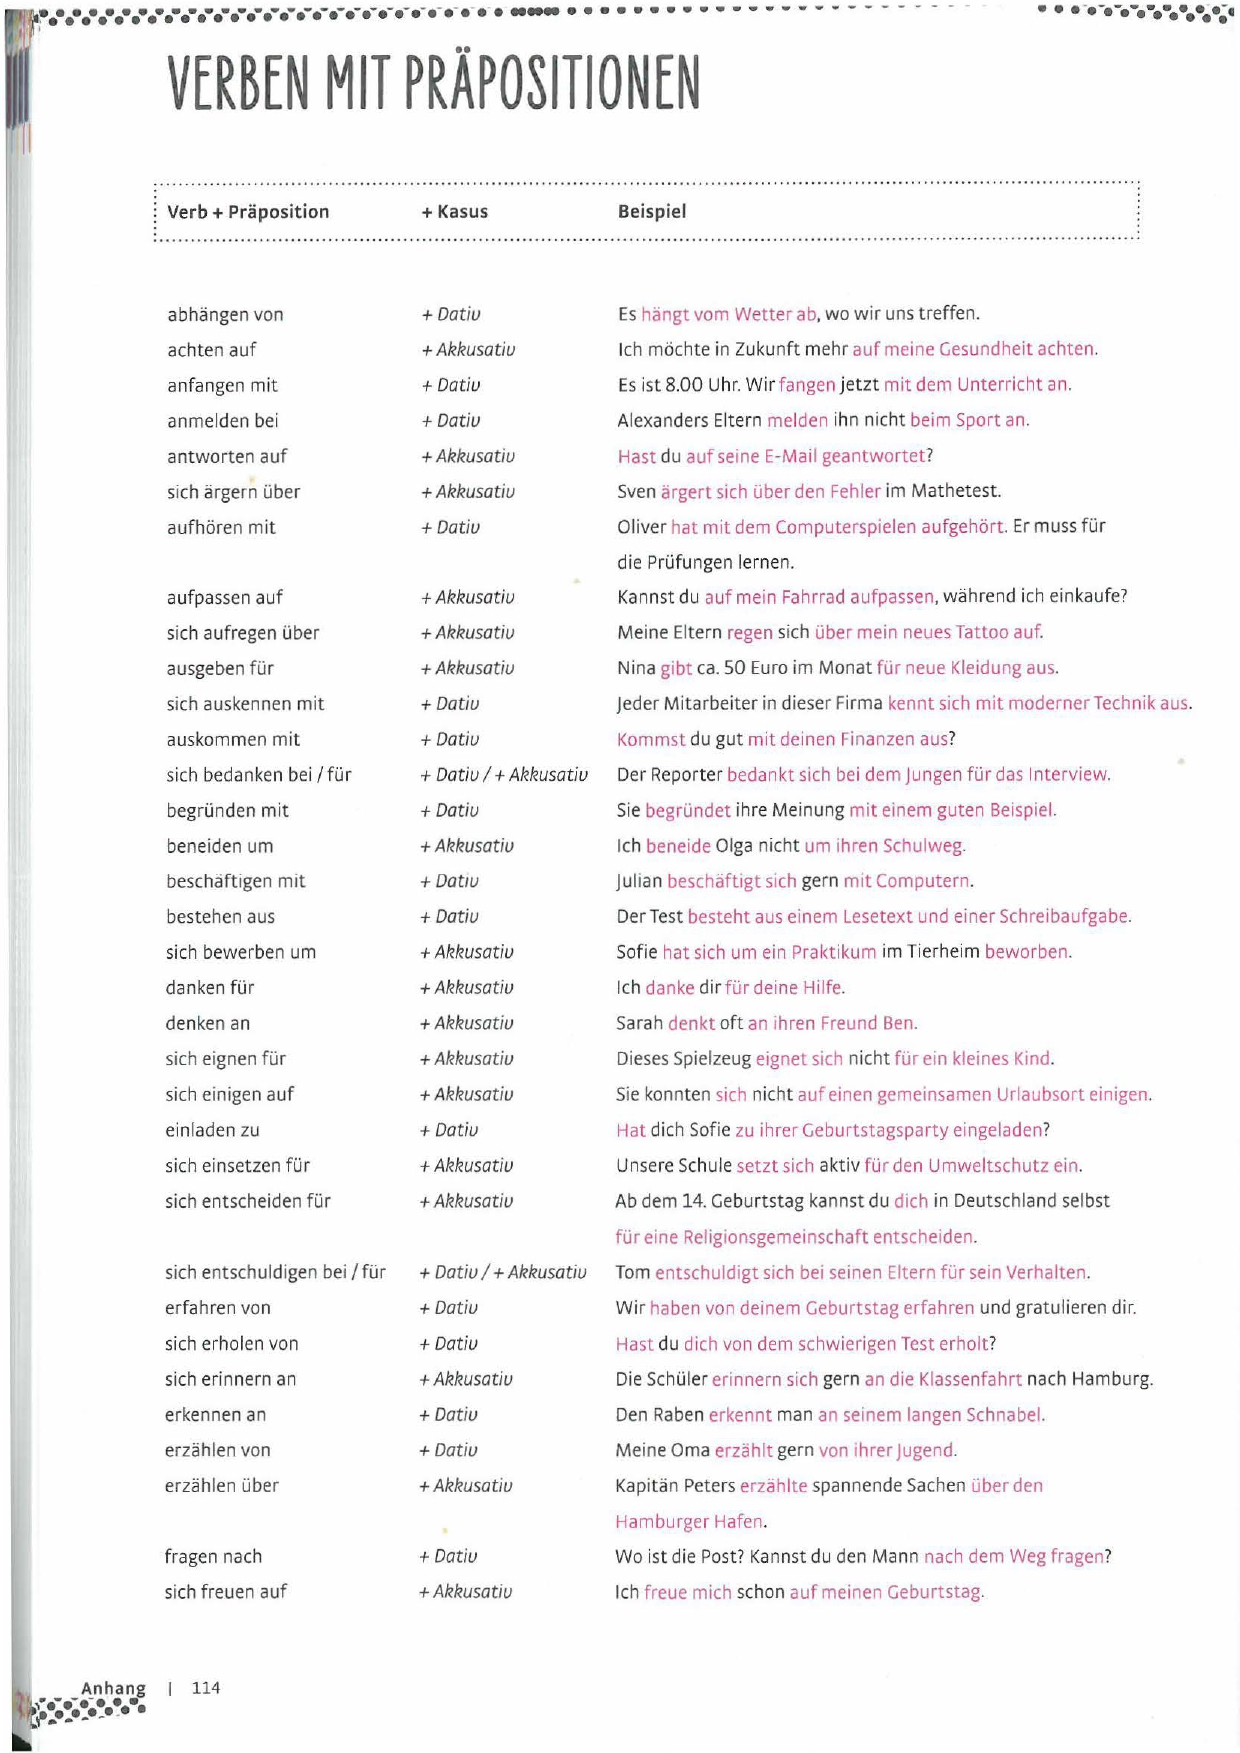 VERBEN MIT PRÄPOSITIONEN
Verb + Präposition + Kasus Beispiel
abhängen von + Dativ Es hängt vom Wetter ab, wo wir uns treffen.
achten auf + Akkusativ Ich möchte in Zukunft mehr auf meine Gesundheit achten.
anfangen mit + Dativ Es ist 8.00 Uhr. Wir fangen jetzt mit dem Unterricht an.
anmelden bei + Dativ Alexanders Eltern melden ihn nicht beim Sport an.
antworten auf + Akkusativ Hast du auf seine E-Mail geantwortet?
sich ärgern über + Akkusativ Sven ärgert sich über den Fehler im Mathetest.
aufhören mit + Dativ Oliver hat mit dem Computerspielen aufgehört. Er muss für
die Prüfungen lernen.
aufpassen auf + Akkusativ Kannst du auf mein Fahrrad aufpassen, während ich einkaufe?
sich aufregen über + Akkusativ Meine Eltern regen sich über mein neues Tattoo auf.
ausgeben für + Akkusativ Nina gibt ca. 50 Euro im Monat für neue Kleidung aus.
sich auskennen mit + Dativ Jeder Mitarbeiter in dieser Firma kennt sich mit moderner Technik aus.
auskommen mit + Dativ Kommst du gut mit deinen Finanzen aus?
sich bedanken bei / für + Dativ / + Akkusativ Der Reporter bedankt sich bei dem Jungen für das Interview.
begründen mit + Dativ Sie begründet ihre Meinung mit einem guten Beispiel.
beneiden um + Akkusativ Ich beneide Olga nicht um ihren Schulweg.
beschäftigen mit + Dativ Julian beschäftigt sich gern mit Computern.
bestehen aus + Dativ Der Test besteht aus einem Lesetext und einer Schreibaufgabe.
sich bewerben um + Akkusativ Sofie hat sich um ein Praktikum im Tierheim beworben.
danken für + Akkusativ Ich danke dir für deine Hilfe.
denken an + Akkusativ Sarah denkt oft an ihren Freund Ben.
sich eignen für + Akkusativ Dieses Spielzeug eignet sich nicht für ein kleines Kind.
sich einigen auf + Akkusativ Sie konnten sich nicht auf einen gemeinsamen Urlaubsort einigen.
einladen zu + Dativ Hat dich Sofie zu ihrer Geburtstagsparty eingeladen?
sich einsetzen für + Akkusativ Unsere Schule setzt sich aktiv für den Umweltschutz ein.
sich entscheiden für + Akkusativ Ab dem 14. Geburtstag kannst du dich in Deutschland selbst
für eine Religionsgemeinschaft entscheiden.
sich entschuldigen bei / für + Dativ / + Akkusativ Tom entschuldigt sich bei seinen Eltern für sein Verhalten.
erfahren von + Dativ Wir haben von deinem Geburtstag erfahren und gratulieren dir.
sich erholen von + Dativ Hast du dich von dem schwierigen Test erholt?
sich erinnern an + Akkusativ Die Schüler erinnern sich gern an die Klassenfahrt nach Hamburg.
erkennen an + Dativ Den Raben erkennt man an seinem langen Schnabel.
erzählen von + Dativ Meine Oma erzählt gern von ihrer Jugend.
erzählen über + Akkusativ Kapitän Peters erzählte spannende Sachen über den
Hamburger Hafen.
fragen nach + Dativ Wo ist die Post? Kannst du den Mann nach dem Weg fragen?
sich freuen auf + Akkusativ Ich freue mich schon auf meinen Geburtstag.
Anhang | 114